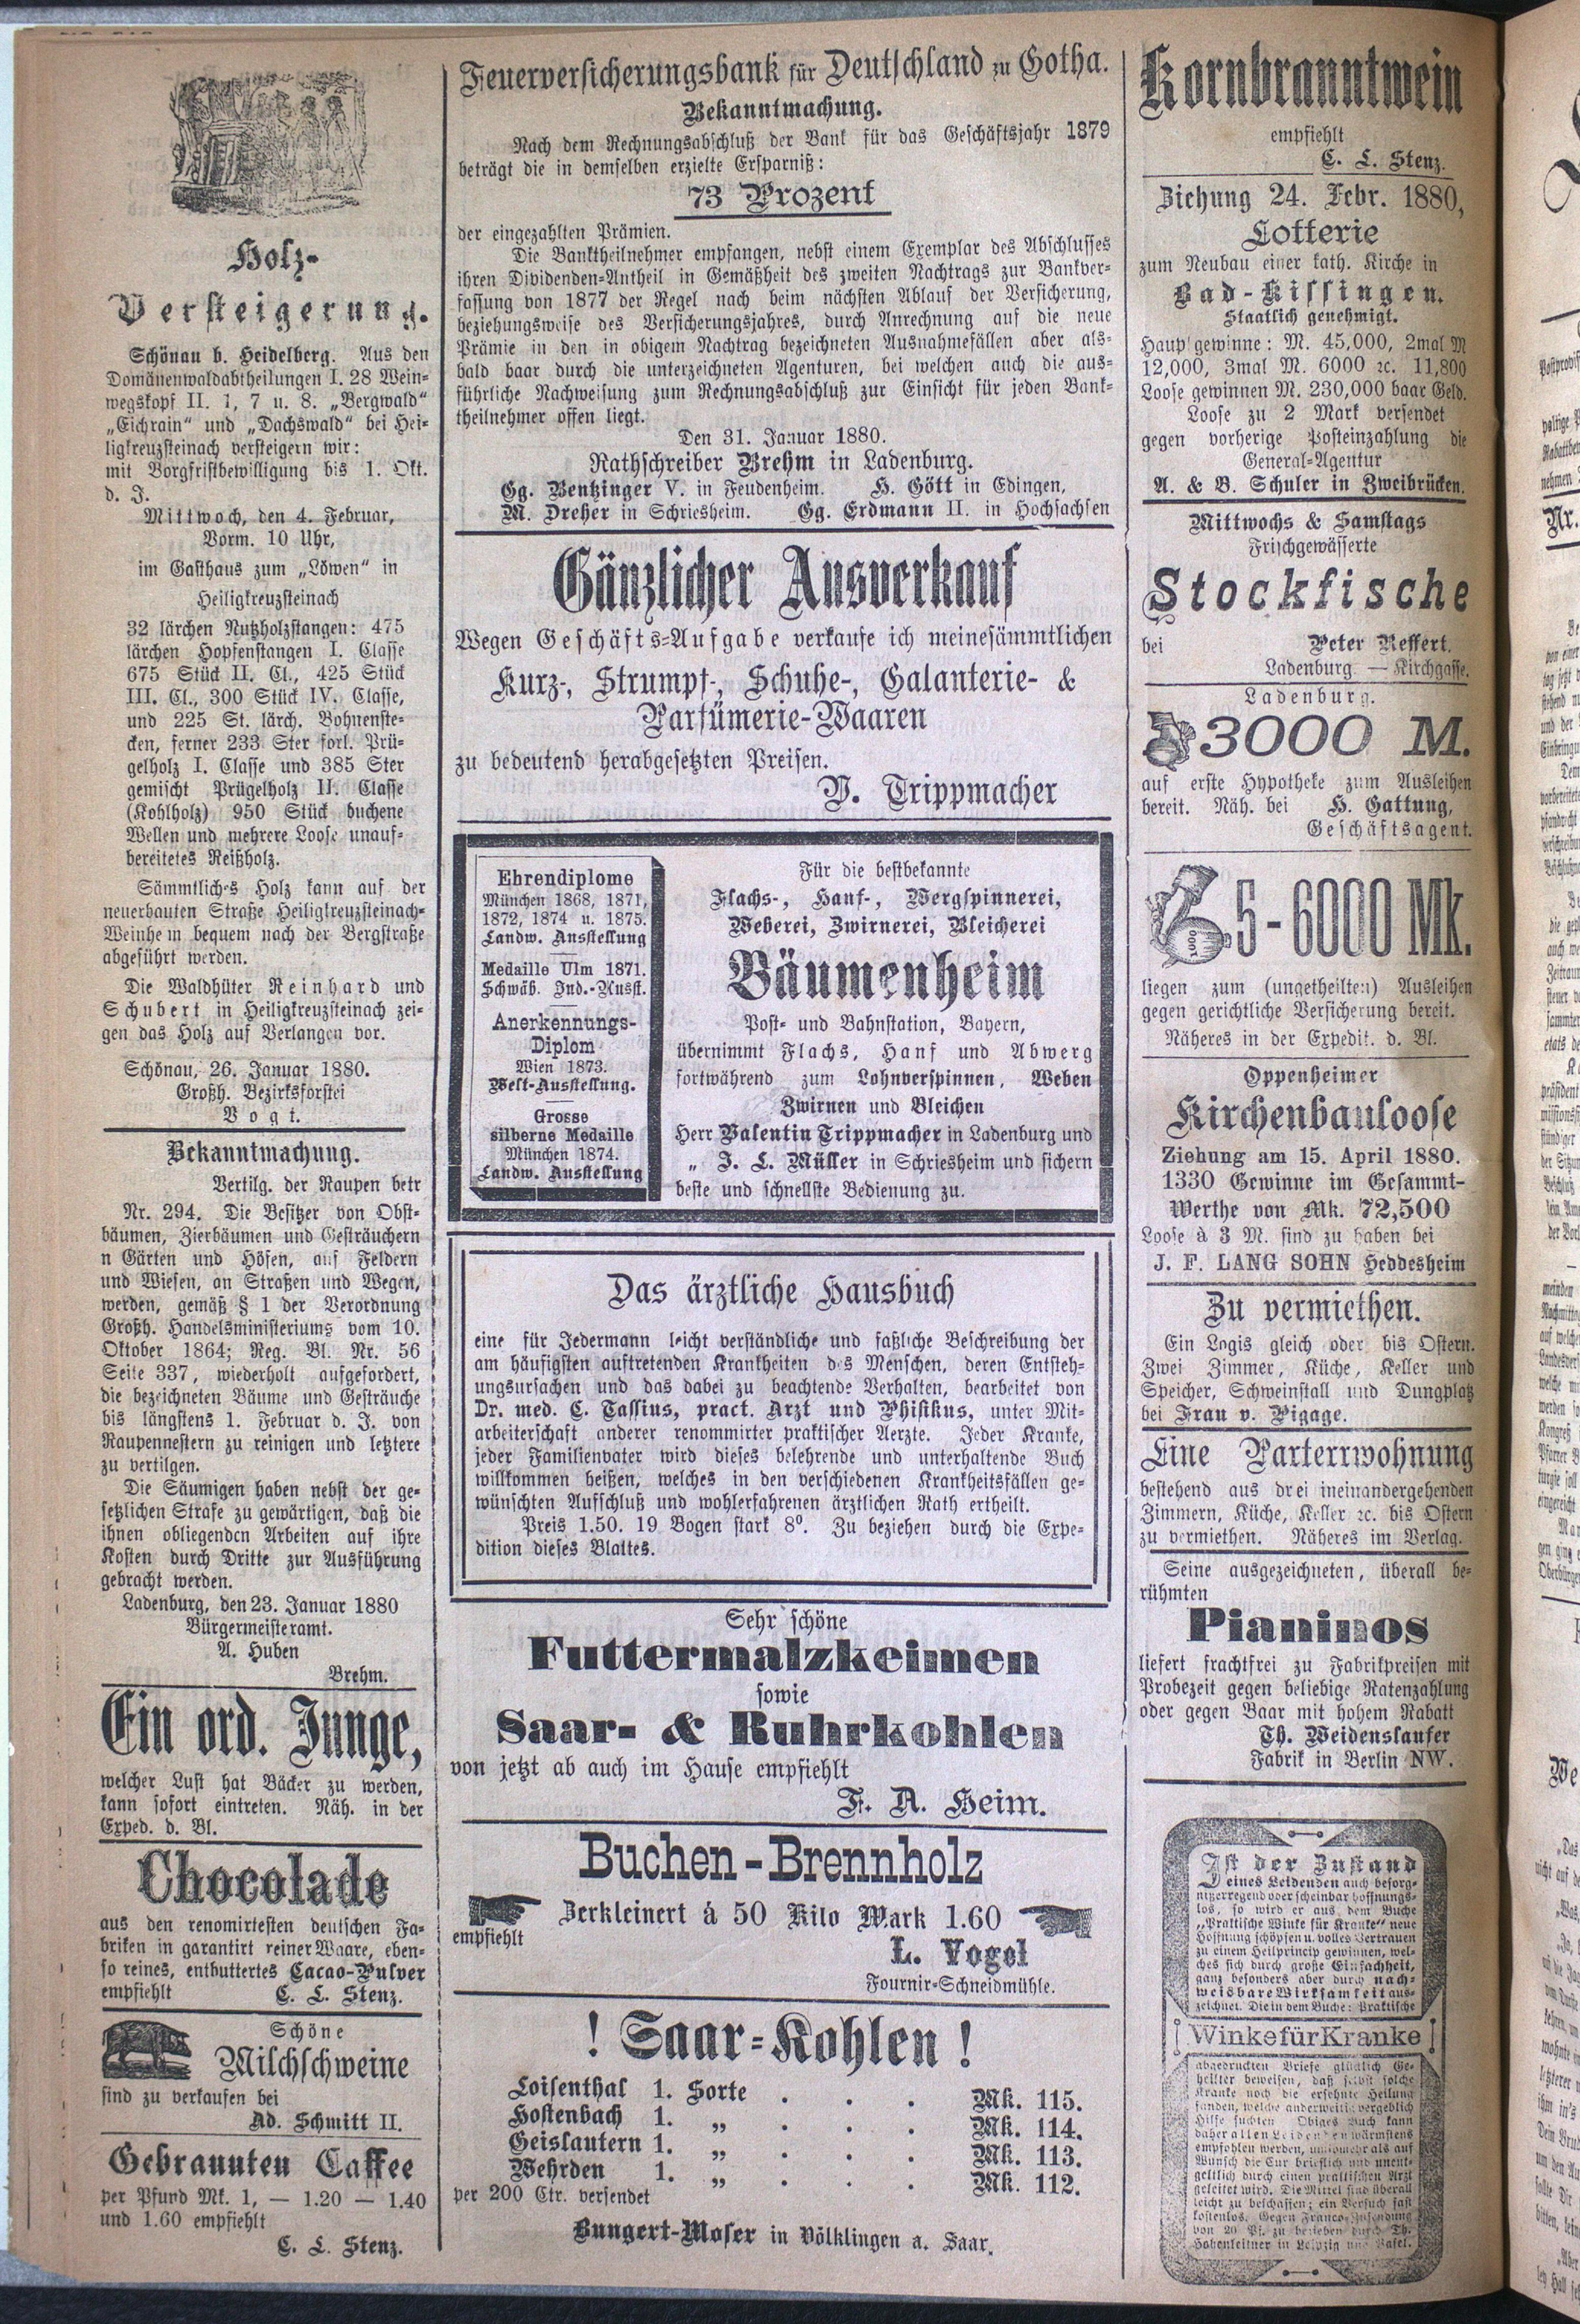 Holz-
Versteigerung.
Schönau b. Heidelberg. Aus den
Domänenwaldabtheilungen I. 28 Wein-
wegskopf II. 1, 7 u. 8. „Bergwald“
„Eichrain“ und „Dachswald“ bei Hei-
ligkreuzsteinach versteigern wir:
mit Borgfristbewilligung bis 1. Okt.
d. J.
Mittwoch, den 4. Februar,
Vorm. 10 Uhr,
im Gasthaus zum „Löwen“ in
Heiligkreuzsteinach
32 lärchen Nutzholzstangen: 475
lärchen Hopfenstangen I. Classe
675 Stück II. Cl., 425 Stück
III. Cl., 300 Stück IV. Classe,
und 225 St. lärch. Bohnenste-
cken, ferner 233 Ster forl. Prü-
gelholz I. Classe und 385 Ster
gemischt Prügelholz II. Classe
(Kohlholz) 950 Stück buchene
Wellen und mehrere Loose unauf-
bereitetes Reißholz.
Sämmtliches Holz kann auf der
neuerbauten Straße Heiligkreuzsteinach-
Weinheim bequem nach der Bergstraße
abgeführt werden.
Die Waldhüter Reinhard und
Schubert in Heiligkreuzsteinach zei-
gen das Holz auf Verlangen vor.
Schönau, 26. Januar 1880.
Großh. Bezirksforstei
Vogt.
Bekanntmachung.
Vertilg. der Raupen betr
Nr. 294. Die Besitzer von Obst-
bäumen, Zierbäumen und Gesträuchern
n Gärten und Höfen, auf Feldern
und Wiesen, an Straßen und Wegen,
werden, gemäß § 1 der Verordnung
Großh. Handelsministeriums vom 10.
Oktober 1864; Reg. Bl. Nr. 56
Seite 337, wiederholt aufgefordert,
die bezeichneten Bäume und Gesträuche
bis längstens 1. Februar d. J. von
Raupennestern zu reinigen und letztere
zu vertilgen.
Die Säumigen haben nebst der ge-
setzlichen Strafe zu gewärtigen, daß die
ihnen obliegenden Arbeiten auf ihre
Kosten durch Dritte zur Ausführung
gebracht werden.
Ladenburg, den 23. Januar 1880
Bürgermeisteramt.
A. Huben
Brehm.
Ein ord. Junge,
welcher Lust hat Bäcker zu werden,
kann sofort eintreten. Näh. in der
Exped. d. Bl.
Chocolade
aus den renomirtesten deutschen Fa-
briken in garantirt reiner Waare, eben-
so reines, entbuttertes Cacao-Pulver
empfiehlt C. L. Stenz.
Schöne
Milchschweine
sind zu verkaufen bei
Ad. Schmitt II.
Gebrannten Caffee
per Pfund Mk. 1, — 1.20 — 1.40
und 1.60 empfiehlt
C. L. Stenz.
Feuerversicherungsbank für Deutschland zu Gotha.
Bekanntmachung.
Nach dem Rechnungsabschluß der Bank für das Geschäftsjahr 1879
beträgt die in demselben erzielte Ersparniß:
73 Prozent
der eingezahlten Prämien.
Die Banktheilnehmer empfangen, nebst einem Exemplar des Abschlusses
ihren Dividenden-Antheil in Gemäßheit des zweiten Nachtrags zur Bankver-
fassung von 1877 der Regel nach beim nächsten Ablauf der Versicherung,
beziehungsweise des Versicherungsjahres, durch Anrechnung auf die neue
Prämie in den in obigem Nachtrag bezeichneten Ausnahmefällen aber als-
bald baar durch die unterzeichneten Agenturen, bei welchen auch die aus-
führliche Nachweisung zum Rechnungsabschluß zur Einsicht für jeden Bank-
theilnehmer offen liegt.
Den 31. Januar 1880.
Rathschreiber Brehm in Ladenburg.
Gg. Bentzinger V. in Feudenheim. H. Gött in Edingen,
M. Dreher in Schriesheim. Gg. Erdmann II. in Hochsachsen
Gänzlicher Ausverkauf
Wegen Geschäfts-Aufgabe verkaufe ich meinesämmtlichen
Kurz-, Strumpf-, Schuhe-, Galanterie- &
Parfümerie-Waaren
zu bedeutend herabgesetzten Preisen.
V. Trippmacher
Ehrendiplome
München 1868, 1871,
1872, 1874 u. 1875.
Landw. Ausstellung
Medaille Ulm 1871.
Schwäb. Ind.-Ausst.
Anerkennungs-
Diplom
Wien 1873.
Welt-Ausstellung.
Grosse
silberne Medaille
München 1874.
Landw. Ausstellung
Für die bestbekannte
Flachs-, Hanf-, Wergspinnerei,
Weberei, Zwirnerei, Bleicherei
Bäumenheim
Post- und Bahnstation, Bayern,
übernimmt Flachs, Hanf und Abwerg
fortwährend zum Lohnverspinnen, Weben
Zwirnen und Bleichen
Herr Valentin Trippmacher in Ladenburg und
„ J. L. Müller in Schriesheim und sichern
beste und schnellste Bedienung zu.
Das ärztliche Hausbuch
eine für Jedermann leicht verständliche und faßliche Beschreibung der
am häufigsten auftretenden Krankheiten des Menschen, deren Entsteh-
ungsursachen und das dabei zu beachtende Verhalten, bearbeitet von
Dr. med. C. Tassius, pract. Arzt und Phisikus, unter Mit-
arbeiterschaft anderer renommirter praktischer Aerzte. Jeder Kranke,
jeder Familienvater wird dieses belehrende und unterhaltende Buch
willkommen heißen, welches in den verschiedenen Krankheitsfällen ge-
wünschten Aufschluß und wohlerfahrenen ärztlichen Rath ertheilt.
Preis 1.50. 19 Bogen stark 8º. Zu beziehen durch die Expe-
dition dieses Blattes.
Sehr schöne
Futtermalzkeimen
sowie
Saar- & Ruhrkohlen
von jetzt ab auch im Hause empfiehlt
F. A. Heim.
Buchen-Brennholz
Zerkleinert á 50 Kilo Mark 1.60
empfiehlt
L. Vogel
Fournir-Schneidmühle.
! Saar-Kohlen !
Loisenthal 1. Sorte . . . Mk. 115.
Hostenbach 1. „ . . . Mk. 114.
Geislautern 1. „ . . . Mk. 113.
Wehrden 1. „ . . . Mk. 112.
per 200 Ctr. versendet
Bungert-Moser in Völklingen a. Saar.
Kornbranntwein
empfiehlt
C. L. Stenz.
Ziehung 24. Febr. 1880,
Lotterie
zum Neubau einer kath. Kirche in
Bad-Kissingen.
Staatlich genehmigt.
Hauptgewinne: M. 45,000, 2mal M
12,000, 3mal M. 6000 ꝛc. 11,800
Loose gewinnen M. 230,000 baar Geld.
Loose zu 2 Mark versendet
gegen vorherige Posteinzahlung die
General-Agentur
A. & B. Schuler in Zweibrücken.
Mittwochs & Samstags
Frischgewässerte
Stockfische
bei Peter Reffert.
Ladenburg — Kirchgasse.
Ladenburg.
3000 M.
auf erste Hypotheke zum Ausleihen
bereit. Näh. bei H. Gattung,
Geschäftsagent.
5-6000 Mk.
liegen zum (ungetheilten) Ausleihen
gegen gerichtliche Versicherung bereit.
Näheres in der Expedit. d. Bl.
Oppenheimer
Kirchenbauloose
Ziehung am 15. April 1880.
1330 Gewinne im Gesammt-
Werthe von Mk. 72,500
Loose à 3 M. sind zu haben bei
J. F. LANG SOHN Heddesheim
Zu vermiethen.
Ein Logis gleich oder bis Ostern.
Zwei Zimmer, Küche, Keller und
Speicher, Schweinstall und Dungplatz
bei Frau v. Pigage.
Eine Parterrwohnung
bestehend aus drei ineinandergehenden
Zimmern, Küche, Keller ꝛc. bis Ostern
zu vermiethen. Näheres im Verlag.
Seine ausgezeichneten, überall be-
rühmten
Pianinos
liefert frachtfrei zu Fabrikpreisen mit
Probezeit gegen beliebige Ratenzahlung
oder gegen Baar mit hohem Rabatt
Th. Weidenslaufer
Fabrik in Berlin NW.
Ist der Zustand
eines Leidenden auch besorg-
nißerregend oder scheinbar hoffnungs-
los, so wird er aus dem Buche
„Praktische Winke für Kranke“ neue
Hoffnung schöpfen u. volles Vertrauen
zu einem Heilprincip gewinnen, wel-
ches sich durch große Einfachheit,
ganz besonders aber durch nach-
weisbare Wirksamkeit aus-
zeichnet. Die in dem Buche: Praktische
Winke für Kranke
abgedruckten Briefe glücklich Ge-
heilter beweisen, daß selbst solche
Kranke noch die ersehnte Heilung
fanden, welche anderweitig vergeblich
Hilfe suchten. Obiges Buch kann
daher allen Leidenden wärmstens
empfohlen werden, umsomehr als auf
Wunsch die Cur brieflich und unent-
geltlich durch einen praktischen Arzt
geleitet wird. Die Mittel sind überall
leicht zu beschaffen; ein Versuch fast
kostenlos. Gegen Franco-Zusendung
von 20 Pf. zu beziehen durch Th.
Hohenleitner in Leipzig und Basel.